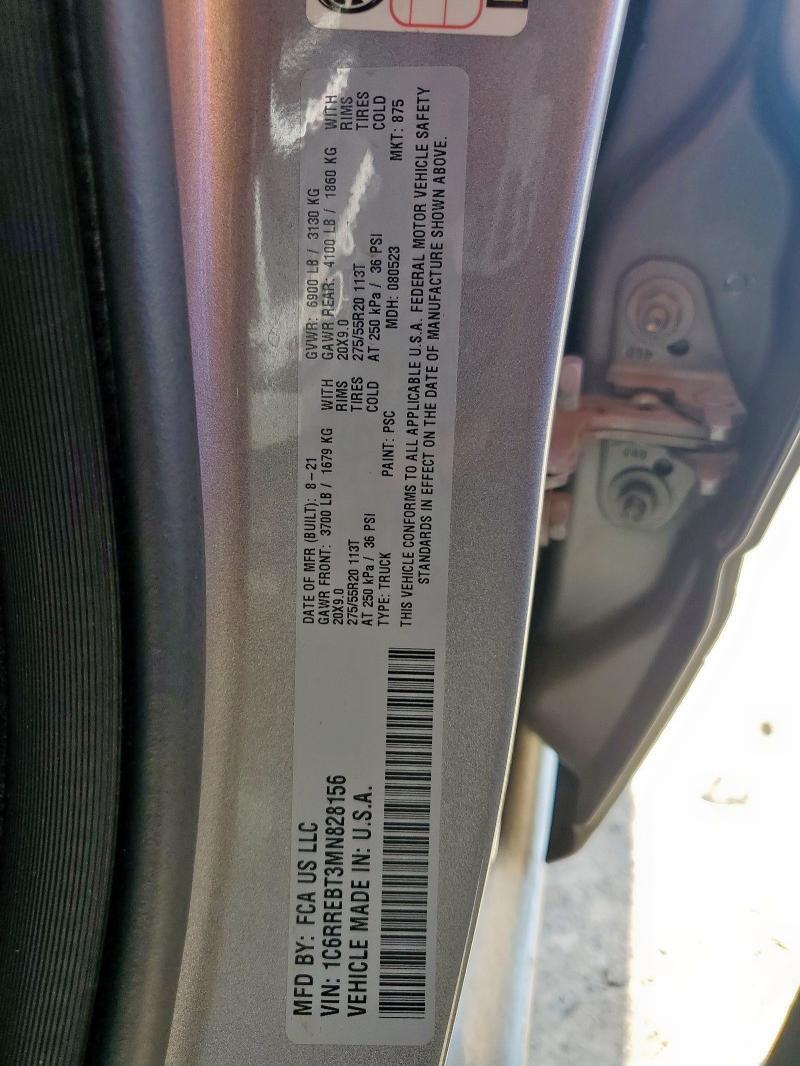 MFD BY: FCA US LLC
VIN: 1C6RREBT3MN828156
VEHICLE MADE IN: U.S.A.
DATE OF MFR (BUILT): 8-21 GVWR: 6900 LB / 3130 KG
GAWR FRONT: 3700 LB / 1679 KG WITH GAWR REAR: 4100 LB / 1860 KG WITH
20X9.0 RIMS 20X9.0 RIMS
275/55R20 113T TIRES 275/55R20 113T TIRES
AT 250 kPa / 36 PSI COLD AT 250 kPa / 36 PSI COLD
TYPE: TRUCK PAINT: PSC MDH: 080523 MKT: 875
THIS VEHICLE CONFORMS TO ALL APPLICABLE U.S.A. FEDERAL MOTOR VEHICLE SAFETY
STANDARDS IN EFFECT ON THE DATE OF MANUFACTURE SHOWN ABOVE.